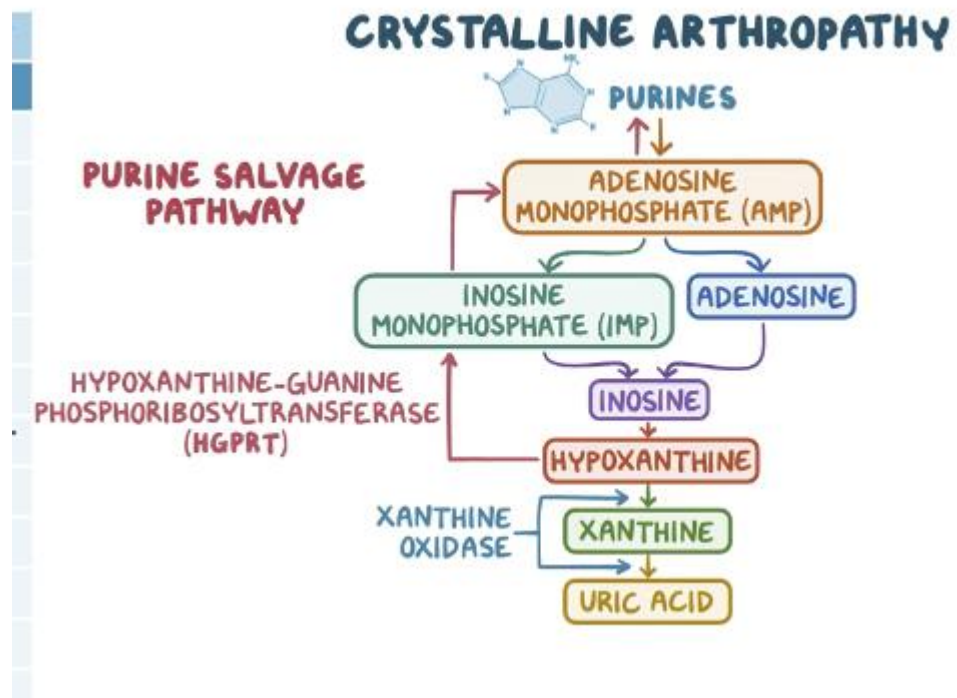 CRYSTALLINE ARTHROPATHY
PURINES
PURINE SALVAGE
PATHWAY
ADENOSINE
MONOPHOSPHATE (AMP)
INOSINE
MONOPHOSPHATE (IMP)
ADENOSINE
HYPOXANTHINE-GUANINE
PHOSPHORIBOSYLTRANSFERASE
(HGPRT)
INOSINE
HYPOXANTHINE
XANTHINE
OXIDASE
XANTHINE
URIC ACID